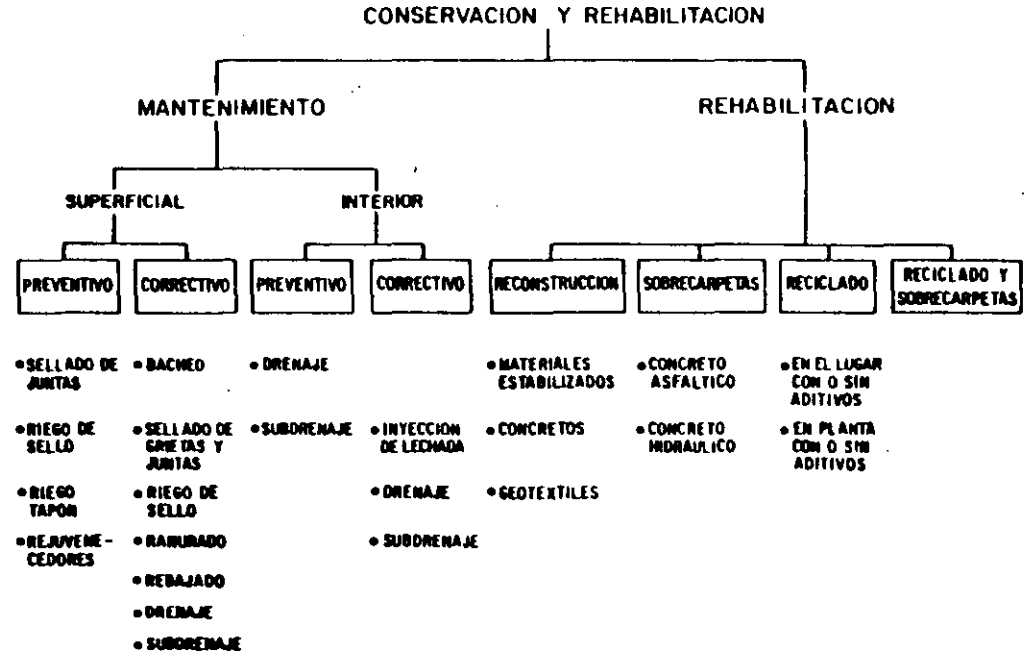 CONSERVACION Y REHABILITACION
MANTENIMIENTO
REHABILITACION
SUPERFICIAL
INTERIOR
PREVENTIVO
CORRECTIVO
PREVENTIVO
CORRECTIVO
RECONSTRUCCION
SOBRECARPETAS
RECICLADO
RECICLADO Y
SOBRECARPETAS
• SELLADO DE
JUNTAS
• RIEGO DE
SELLO
• RIEGO
TAPON
• REJUVENE-
CEDORES
• BACHEO
• SELLADO DE
GRIETAS Y
JUNTAS
• RIEGO DE
SELLO
• RANURADO
• REBAJADO
• DRENAJE
• SUBDRENAJE
• DRENAJE
• SUBDRENAJE
• INYECCION
DE LECHADA
• DRENAJE
• SUBDRENAJE
• MATERIALES
ESTABILIZADOS
• CONCRETOS
• GEOTEXTILES
• CONCRETO
ASFALTICO
• CONCRETO
HIDRAULICO
• EN EL LUGAR
CON O SIN
ADITIVOS
• EN PLANTA
CON O SIN
ADITIVOS